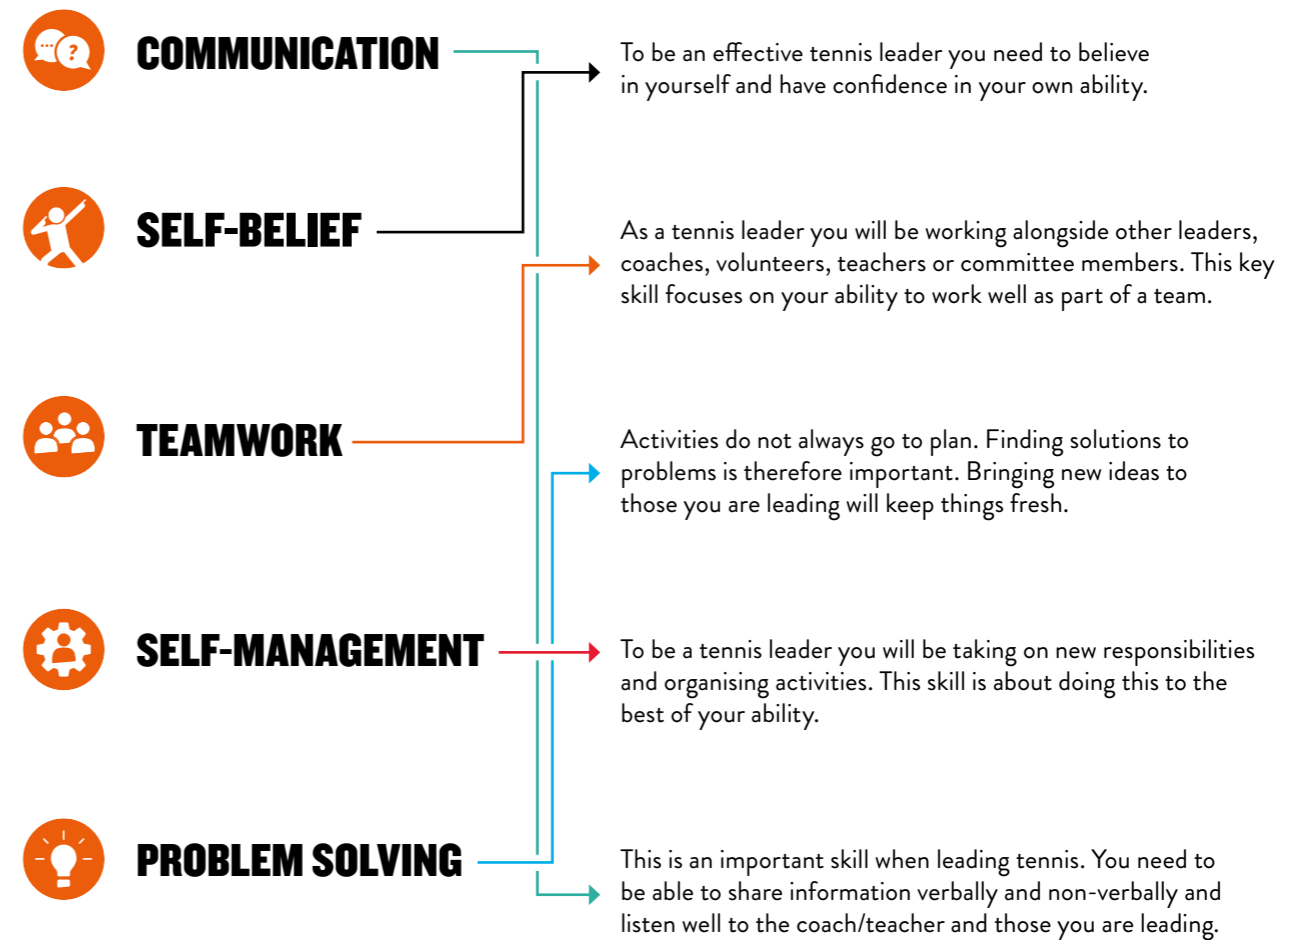 COMMUNICATION
To be an effective tennis leader you need to believe
in yourself and have confidence in your own ability.
SELF-BELIEF
As a tennis leader you will be working alongside other leaders,
coaches, volunteers, teachers or committee members. This key
skill focuses on your ability to work well as part of a team.
TEAMWORK
Activities do not always go to plan. Finding solutions to
problems is therefore important. Bringing new ideas to
those you are leading will keep things fresh.
SELF-MANAGEMENT
To be a tennis leader you will be taking on new responsibilities
and organising activities. This skill is about doing this to the
best of your ability.
PROBLEM SOLVING
This is an important skill when leading tennis. You need to
be able to share information verbally and non-verbally and
listen well to the coach/teacher and those you are leading.